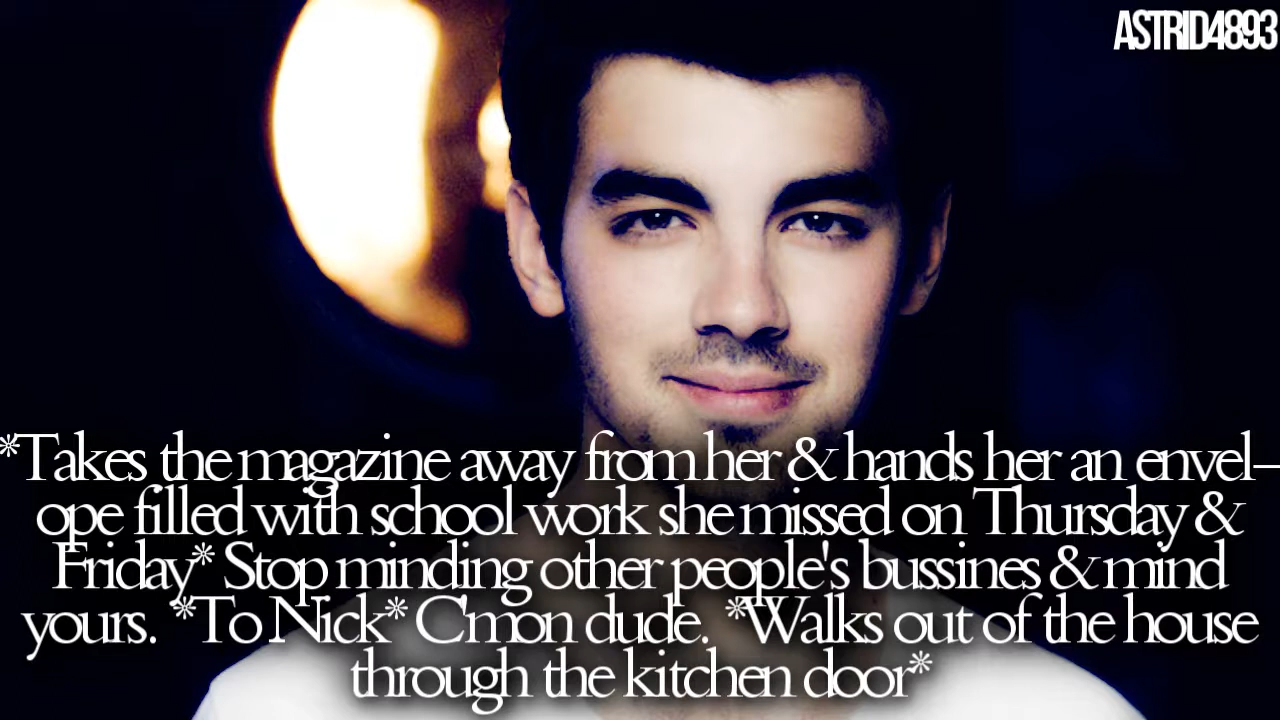 ASTRID4893
*Takes the magazine away from her & hands her an envel-
ope filled with school work she missed on Thursday &
Friday* Stop minding other people's bussines & mind
yours. *To Nick* C'mon dude. *Walks out of the house
through the kitchen door*